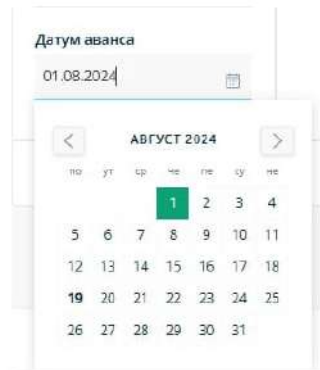 Датум аванса
01.08.2024
АВГУСТ 2024
по ут ср че пе су не
1 2 3 4
5 6 7 8 9 10 11
12 13 14 15 16 17 18
19 20 21 22 23 24 25
26 27 28 29 30 31